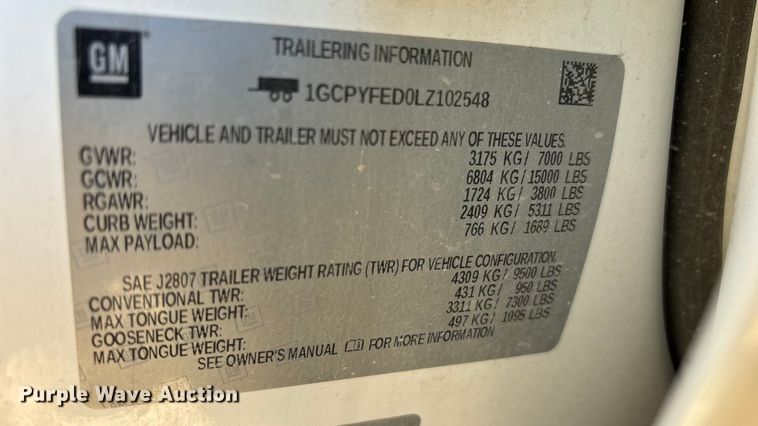 GM
TRAILERING INFORMATION
1GCPYFED0LZ102548
VEHICLE AND TRAILER MUST NOT EXCEED ANY OF THESE VALUES.
GVWR: 3175 KG/ 7000 LBS
GCWR: 6804 KG/ 15000 LBS
RGAWR: 1724 KG/ 3800 LBS
CURB WEIGHT: 2409 KG/ 5311 LBS
MAX PAYLOAD: 766 KG/ 1689 LBS
SAE J2807 TRAILER WEIGHT RATING (TWR) FOR VEHICLE CONFIGURATION.
CONVENTIONAL TWR: 4309 KG/ 9500 LBS
MAX TONGUE WEIGHT: 431 KG/ 950 LBS
GOOSENECK TWR: 3311 KG/ 7300 LBS
MAX TONGUE WEIGHT: 497 KG/ 1095 LBS
SEE OWNER'S MANUAL FOR MORE INFORMATION
Purple Wave Auction